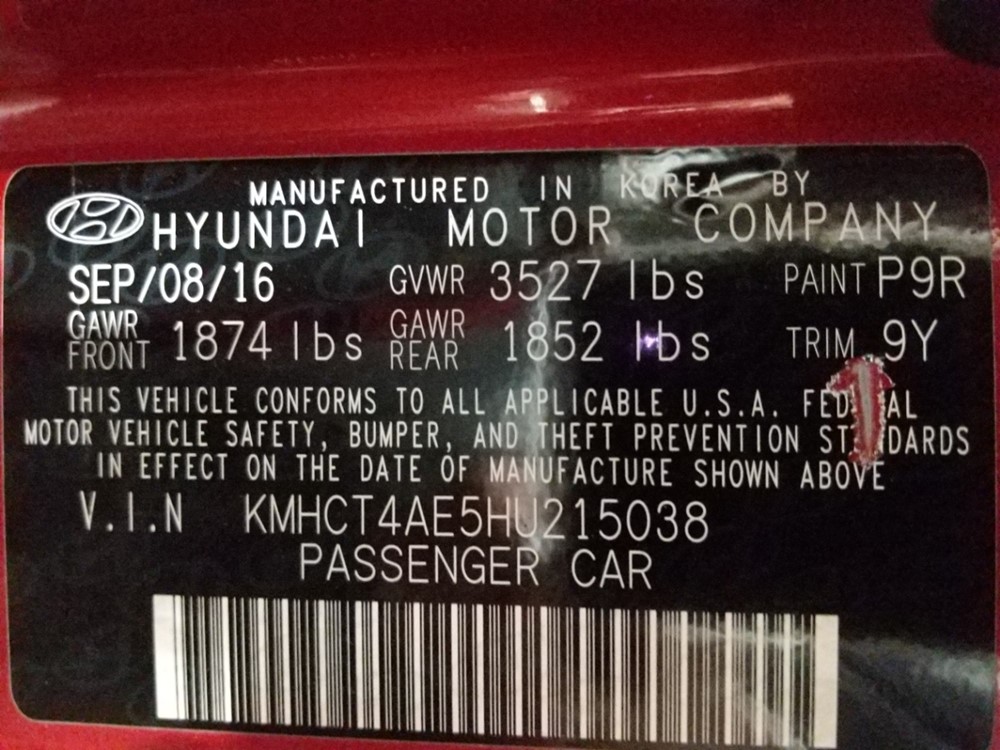 MANUFACTURED IN KOREA BY
HYUNDAI MOTOR COMPANY
SEP/08/16 GVWR 3527 lbs PAINT P9R
GAWR FRONT 1874 lbs GAWR REAR 1852 lbs TRIM 9Y
THIS VEHICLE CONFORMS TO ALL APPLICABLE U.S.A.
MOTOR VEHICLE SAFETY, BUMPER, AND THEFT PREVENTION
IN EFFECT ON THE DATE OF MANUFACTURE SHOWN ABOVE
V.I.N KMHCT4AE5HU215038
PASSENGER CAR